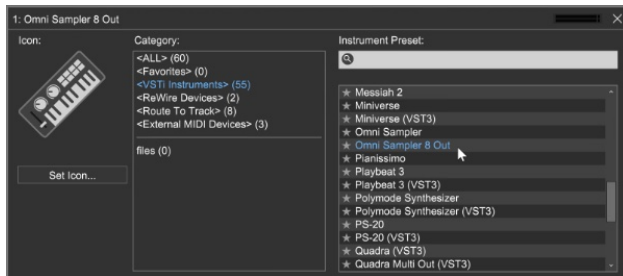 1: Omni Sampler 8 Out
Icon:
Set Icon...
Category:
<ALL> (60)
<Favorites> (0)
<VSTi Instruments> (55)
<ReWire Devices> (2)
<Route To Track> (8)
<External MIDI Devices> (3)
files (0)
Instrument Preset:
Messiah 2
Miniverse
Miniverse (VST3)
Omni Sampler
Omni Sampler 8 Out
Pianissimo
Playbeat 3
Playbeat 3 (VST3)
Polymode Synthesizer
Polymode Synthesizer (VST3)
PS-20
PS-20 (VST3)
Quadra (VST3)
Quadra Multi Out (VST3)